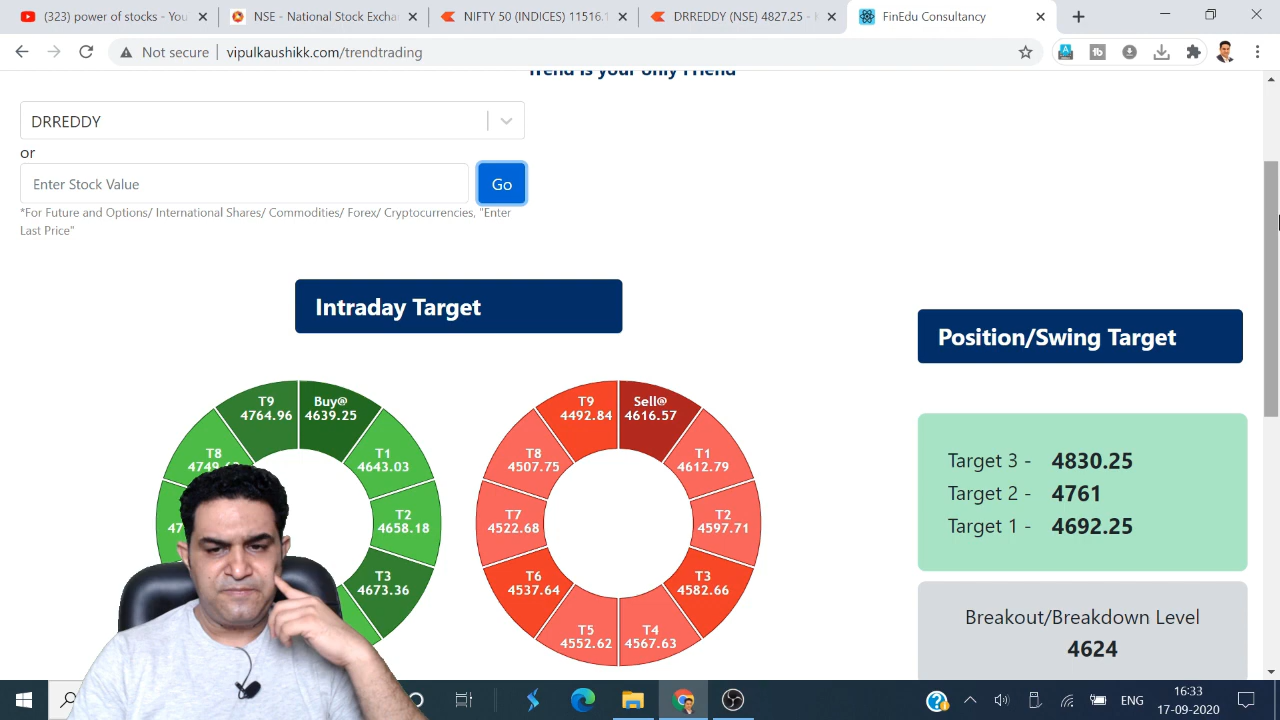 (323) power of stocks - You
NSE - National Stock Excha
NIFTY 50 (INDICES) 11516.1
DRREDDY (NSE) 4827.25 -
FinEdu Consultancy
Not secure
vipulkaushikk.com/trendtrading
Trend is your only Friend
DRREDDY
or
Enter Stock Value
Go
*For Future and Options/ International Shares/ Commodities/ Forex/ Cryptocurrencies, "Enter
Last Price"
Intraday Target
T9
4764.96
Buy@
4639.25
T1
4643.03
T2
4658.18
T3
4673.36
T8
T9
4492.84
Sell@
4616.57
T1
4612.79
T2
4597.71
T3
4582.66
T4
4567.63
T5
4552.62
T6
4537.64
T7
4522.68
T8
4507.75
Position/Swing Target
Target 3 - 4830.25
Target 2 - 4761
Target 1 - 4692.25
Breakout/Breakdown Level
4624
ENG
16:33
17-09-2020